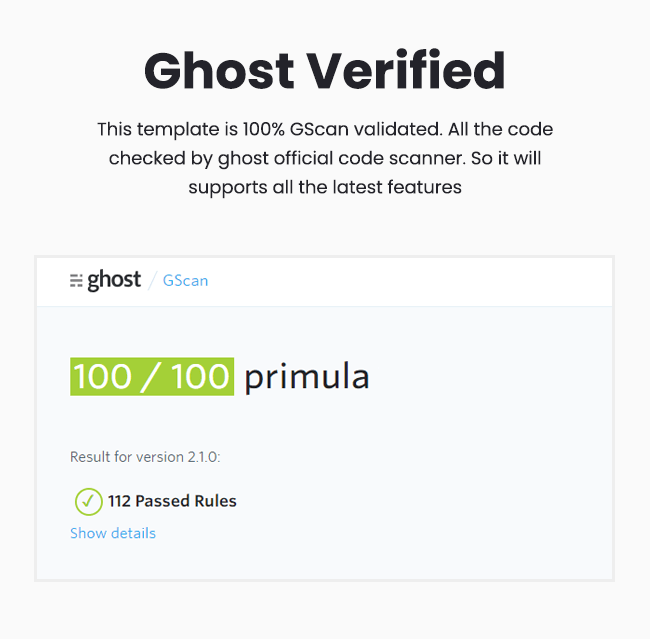 Ghost Verified
This template is 100% GScan validated. All the code
checked by ghost official code scanner. So it will
supports all the latest features
ghost / GScan
100 / 100 primula
Result for version 2.1.0:
112 Passed Rules
Show details